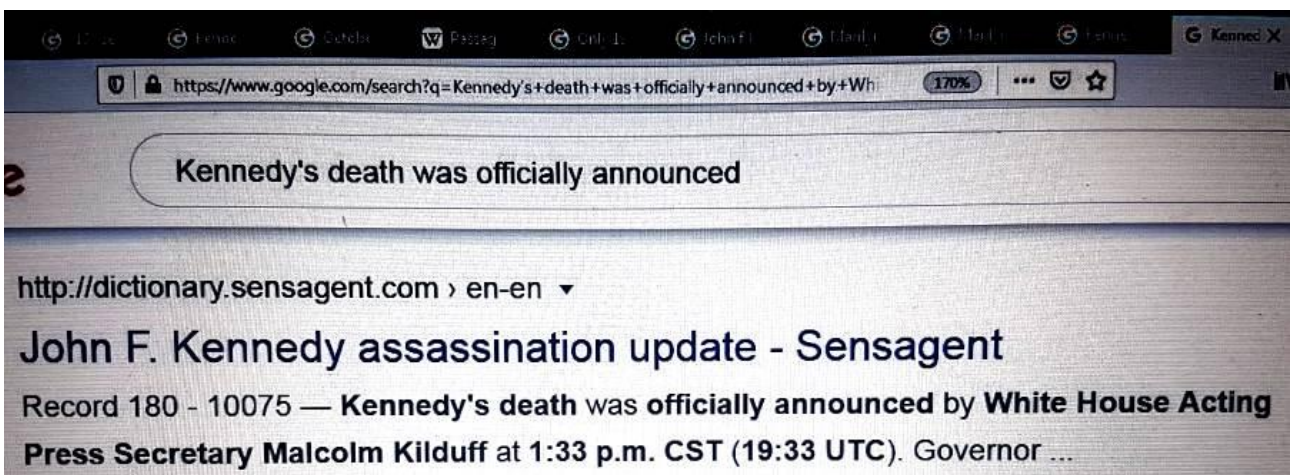 Kenned
https://www.google.com/search?q=Kennedy's+death+was+officially+announced+by+Wh 170%
Kennedy's death was officially announced
http://dictionary.sensagent.com › en-en
John F. Kennedy assassination update - Sensagent
Record 180 - 10075 — Kennedy's death was officially announced by White House Acting
Press Secretary Malcolm Kilduff at 1:33 p.m. CST (19:33 UTC). Governor ...